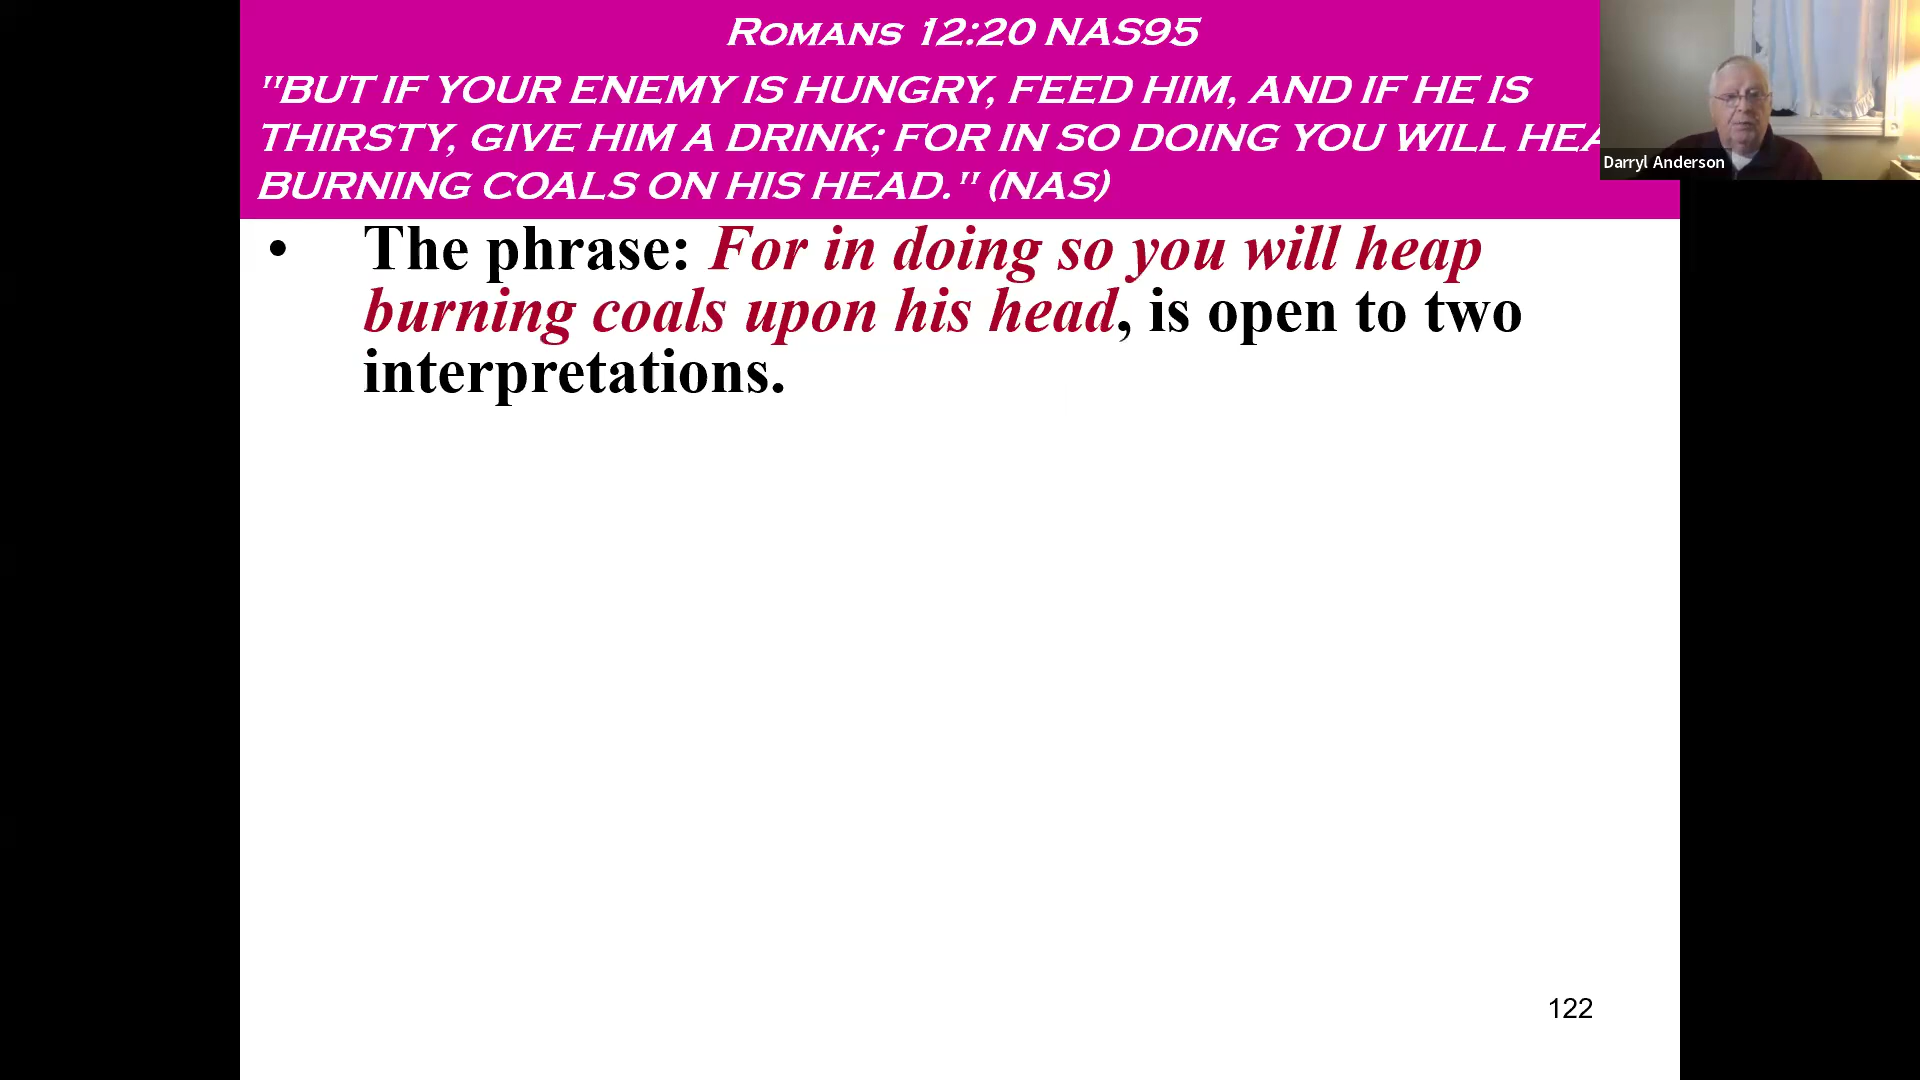 ROMANS 12:20 NAS95
"BUT IF YOUR ENEMY IS HUNGRY, FEED HIM, AND IF HE IS
THIRSTY, GIVE HIM A DRINK; FOR IN SO DOING YOU WILL HEA
BURNING COALS ON HIS HEAD." (NAS)
Darryl Anderson
• The phrase: For in doing so you will heap
burning coals upon his head, is open to two
interpretations.
122